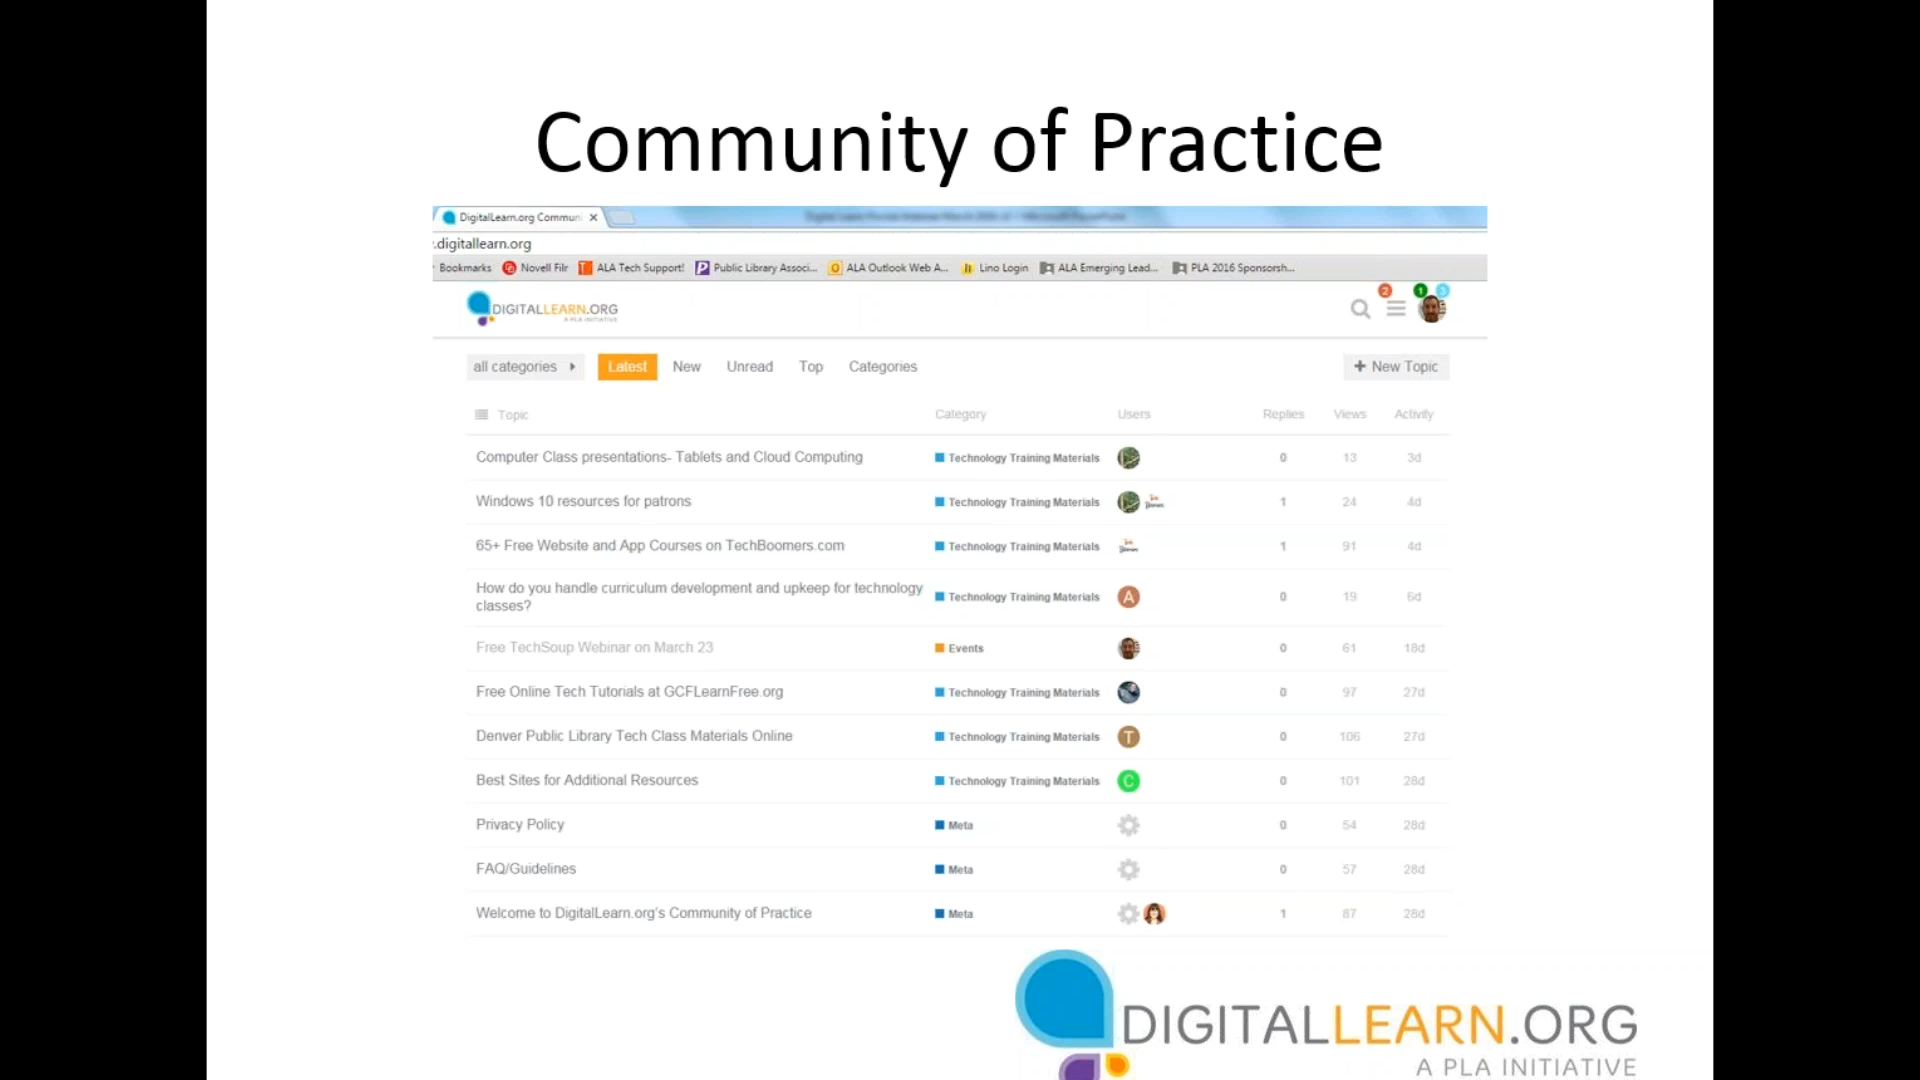 Community of Practice
DigitalLearn.org Communi
.digitallearn.org
Bookmarks Novell Filr ALA Tech Support! Public Library Associ... ALA Outlook Web A... Lino Login ALA Emerging Lead... PLA 2016 Sponsorsh...
DIGITALLEARN.ORG
A PLA INITIATIVE
2 1 3
all categories Latest New Unread Top Categories + New Topic
Topic Category Users Replies Views Activity
Computer Class presentations- Tablets and Cloud Computing Technology Training Materials 0 13 3d
Windows 10 resources for patrons Technology Training Materials 1 24 4d
65+ Free Website and App Courses on TechBoomers.com Technology Training Materials 1 91 4d
How do you handle curriculum development and upkeep for technology
classes? Technology Training Materials A 0 19 6d
Free TechSoup Webinar on March 23 Events 0 61 18d
Free Online Tech Tutorials at GCFLearnFree.org Technology Training Materials 0 97 27d
Denver Public Library Tech Class Materials Online Technology Training Materials T 0 106 27d
Best Sites for Additional Resources Technology Training Materials C 0 101 28d
Privacy Policy Meta 0 54 28d
FAQ/Guidelines Meta 0 57 28d
Welcome to DigitalLearn.org's Community of Practice Meta 1 87 28d
DIGITALLEARN.ORG
A PLA INITIATIVE